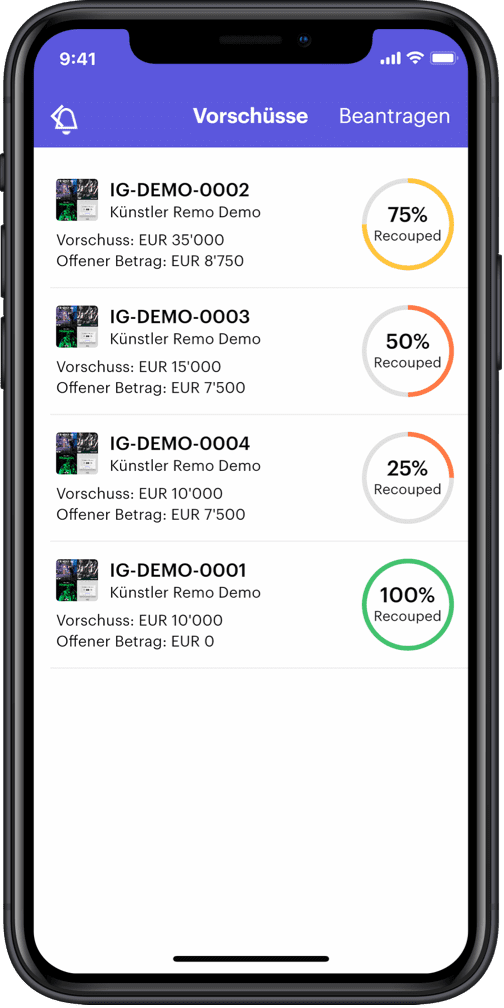 9:41
Vorschüsse
Beantragen
IG-DEMO-0002
Künstler Remo Demo
Vorschuss: EUR 35'000
Offener Betrag: EUR 8'750
75%
Recouped
IG-DEMO-0003
Künstler Remo Demo
Vorschuss: EUR 15'000
Offener Betrag: EUR 7'500
50%
Recouped
IG-DEMO-0004
Künstler Remo Demo
Vorschuss: EUR 10'000
Offener Betrag: EUR 7'500
25%
Recouped
IG-DEMO-0001
Künstler Remo Demo
Vorschuss: EUR 10'000
Offener Betrag: EUR 0
100%
Recouped